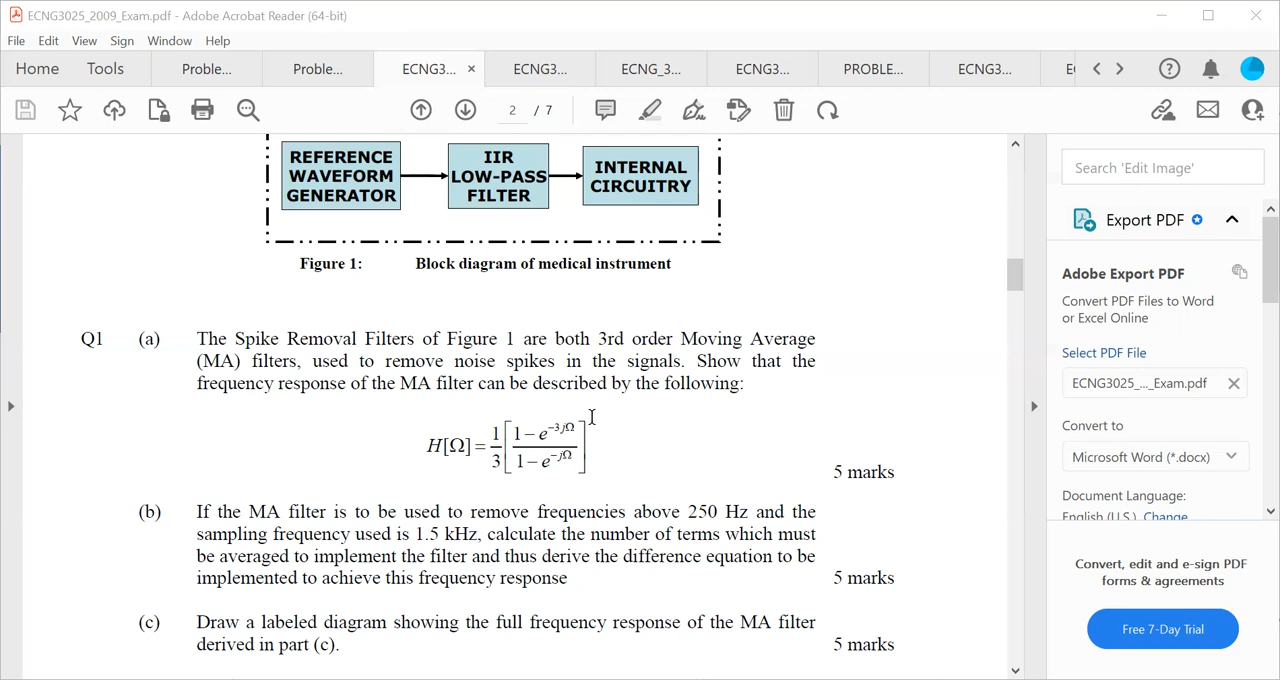 ECNG3025_2009_Exam.pdf - Adobe Acrobat Reader (64-bit)
File Edit View Sign Window Help
Home Tools Proble... Proble... ECNG3... × ECNG3... ECNG_3... ECNG3... PROBLE... ECNG3...
2 / 7
REFERENCE WAVEFORM GENERATOR
IIR LOW-PASS FILTER
INTERNAL CIRCUITRY
Figure 1: Block diagram of medical instrument
Q1 (a) The Spike Removal Filters of Figure 1 are both 3rd order Moving Average
(MA) filters, used to remove noise spikes in the signals. Show that the
frequency response of the MA filter can be described by the following:
H[Ω] = 1/3 [ (1 − e^{−3jΩ}) / (1 − e^{−jΩ}) ]
5 marks
(b) If the MA filter is to be used to remove frequencies above 250 Hz and the
sampling frequency used is 1.5 kHz, calculate the number of terms which must
be averaged to implement the filter and thus derive the difference equation to be
implemented to achieve this frequency response 5 marks
(c) Draw a labeled diagram showing the full frequency response of the MA filter
derived in part (c). 5 marks
Search 'Edit Image'
Export PDF
Adobe Export PDF
Convert PDF Files to Word
or Excel Online
Select PDF File
ECNG3025_..._Exam.pdf
Convert to
Microsoft Word (*.docx)
Document Language:
English (U.S.) Change
Convert, edit and e-sign PDF
forms & agreements
Free 7-Day Trial